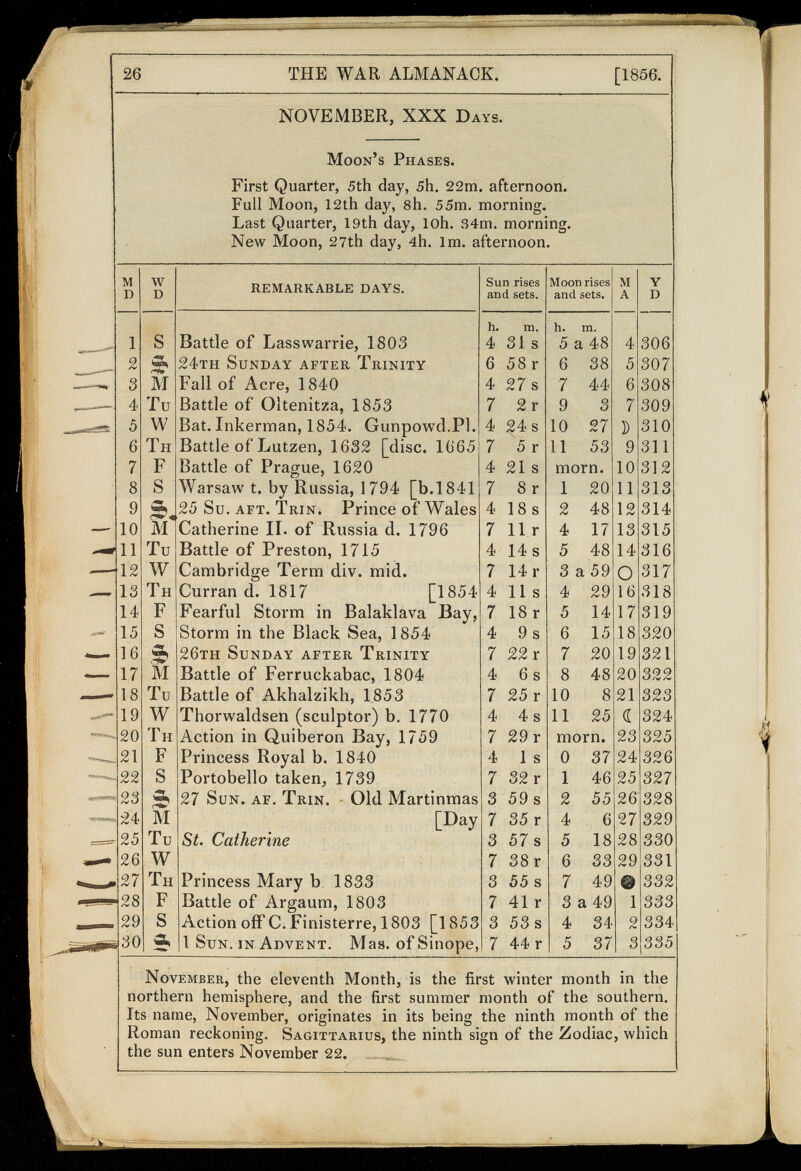 26 THE WAR ALMANACK. [1856.
NOVEMBER, XXX Days.
Moon's Phases.
First Quarter, 5th day, 5h. 22m. afternoon.
Full Moon, 12th day, 8h. 55m. morning.
Last Quarter, 19th day, 10h. 34m. morning.
New Moon, 27th day, 4h. 1m. afternoon.
M D W D REMARKABLE DAYS. Sun rises and sets. Moon rises and sets. M A Y D
h. m. h. m.
1 S Battle of Lasswarrie, 1803 4 31 s 5 a 48 4 306
2 24th Sunday after Trinity 6 58 r 6 38 5 307
3 M Fall of Acre, 1840 4 27 s 7 44 6 308
4 Tu Battle of Oltenitza, 1853 7 2 r 9 3 7 309
5 W Bat. Inkerman, 1854. Gunpowd.Pl. 4 24 s 10 27 ☽ 310
6 Th Battle of Lutzen, 1632 [disc. 1665 7 5 r 11 53 9 311
7 F Battle of Prague, 1620 4 21 s morn. 10 312
8 S Warsaw t. by Russia, 1794 [b.1841 7 8 r 1 20 11 313
9 25 Su. aft. Trin. Prince of Wales 4 18 s 2 48 12 314
10 M Catherine II. of Russia d. 1796 7 11 r 4 17 13 315
11 Tu Battle of Preston, 1715 4 14 s 5 48 14 316
12 W Cambridge Term div. mid. 7 14 r 3 a 59 O 317
13 Th Curran d. 1817 [1854 4 11 s 4 29 16 318
14 F Fearful Storm in Balaklava Bay, 7 18 r 5 14 17 319
15 S Storm in the Black Sea, 1854 4 9 s 6 15 18 320
16 26th Sunday after Trinity 7 22 r 7 20 19 321
17 M Battle of Ferruckabac, 1804 4 6 s 8 48 20 322
18 Tu Battle of Akhalzikh, 1853 7 25 r 10 8 21 323
19 W Thorwaldsen (sculptor) b. 1770 4 4 s 11 25 ☾ 324
20 Th Action in Quiberon Bay, 1759 7 29 r morn. 23 325
21 F Princess Royal b. 1840 4 1 s 0 37 24 326
22 S Portobello taken, 1739 7 32 r 1 46 25 327
23 27 Sun. af. Trin. Old Martinmas 3 59 s 2 55 26 328
24 M [Day 7 35 r 4 6 27 329
25 Tu St. Catherine 3 57 s 5 18 28 330
26 W 7 38 r 6 33 29 331
27 Th Princess Mary b 1833 3 55 s 7 49 ● 332
28 F Battle of Argaum, 1803 7 41 r 3 a 49 1 333
29 S Action off C. Finisterre, 1803 [1853 3 53 s 4 34 2 334
30 1 Sun. in Advent. Mas. of Sinope, 7 44 r 5 37 3 335
November, the eleventh Month, is the first winter month in the
northern hemisphere, and the first summer month of the southern.
Its name, November, originates in its being the ninth month of the
Roman reckoning. Sagittarius, the ninth sign of the Zodiac, which
the sun enters November 22.